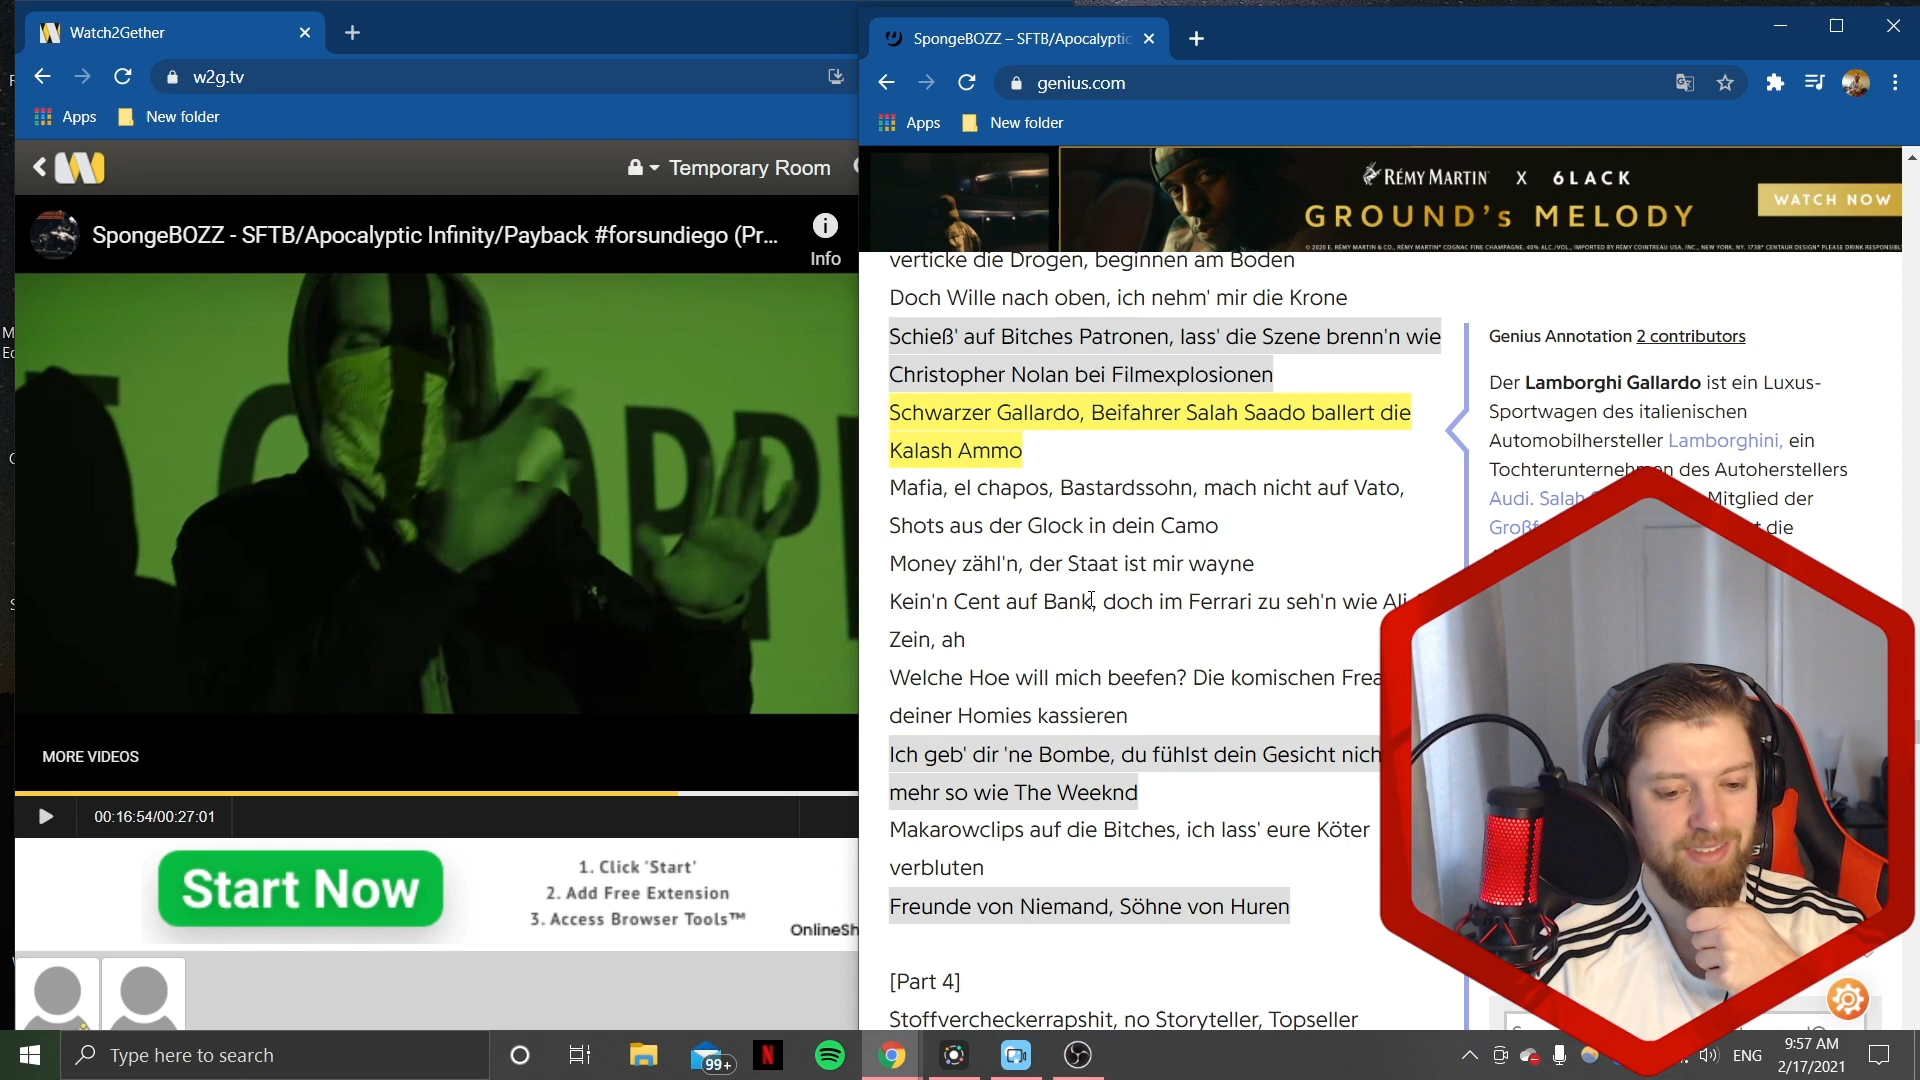 Watch2Gether
w2g.tv
Apps
New folder
Temporary Room
SpongeBOZZ - SFTB/Apocalyptic Infinity/Payback #forsundiego (Pr...
Info
MORE VIDEOS
00:16:54/00:27:01
Start Now
1. Click 'Start'
2. Add Free Extension
3. Access Browser Tools™
SpongeBOZZ – SFTB/Apocalyptic
genius.com
Apps
New folder
RÉMY MARTIN X 6LACK
GROUND's MELODY
WATCH NOW
verticke die Drogen, beginnen am Boden
Doch Wille nach oben, ich nehm' mir die Krone
Schieß' auf Bitches Patronen, lass' die Szene brenn'n wie
Christopher Nolan bei Filmexplosionen
Schwarzer Gallardo, Beifahrer Salah Saado ballert die
Kalash Ammo
Mafia, el chapos, Bastardssohn, mach nicht auf Vato,
Shots aus der Glock in dein Camo
Money zähl'n, der Staat ist mir wayne
Kein'n Cent auf Bank, doch im Ferrari zu seh'n wie Ali
Zein, ah
Welche Hoe will mich beefen? Die komischen
deiner Homies kassieren
Ich geb' dir 'ne Bombe, du fühlst dein Gesicht
mehr so wie The Weeknd
Makarowclips auf die Bitches, ich lass' eure Köter
verbluten
Freunde von Niemand, Söhne von Huren
[Part 4]
Stoffvercheckerrapshit, no Storyteller, Topseller
Genius Annotation 2 contributors
Der Lamborghi Gallardo ist ein Luxus-
Sportwagen des italienischen
Automobilhersteller Lamborghini, ein
Tochterunternehmen des Autoherstellers
Audi. Salah Mitglied der
die
Type here to search
99+
ENG
9:57 AM
2/17/2021